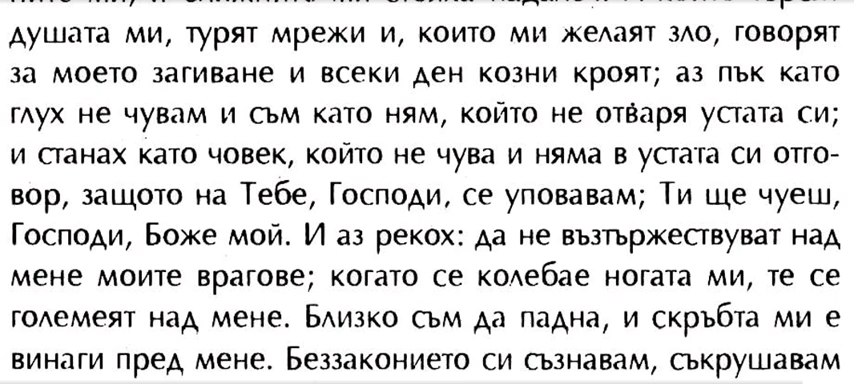 душата ми, турят мрежи и, които ми желаят зло, говорят
за моето загиване и всеки ден козни кроят; аз пък като
глух не чувам и съм като ням, който не отваря устата си;
и станах като човек, който не чува и няма в устата си отго-
вор, защото на Тебе, Господи, се уповавам; Ти ще чуеш,
Господи, Боже мой. И аз рекох: да не възтържествуват над
мене моите врагове; когато се колебае ногата ми, те се
големеят над мене. Близко съм да падна, и скръбта ми е
винаги пред мене. Беззаконието си съзнавам, съкрушавам